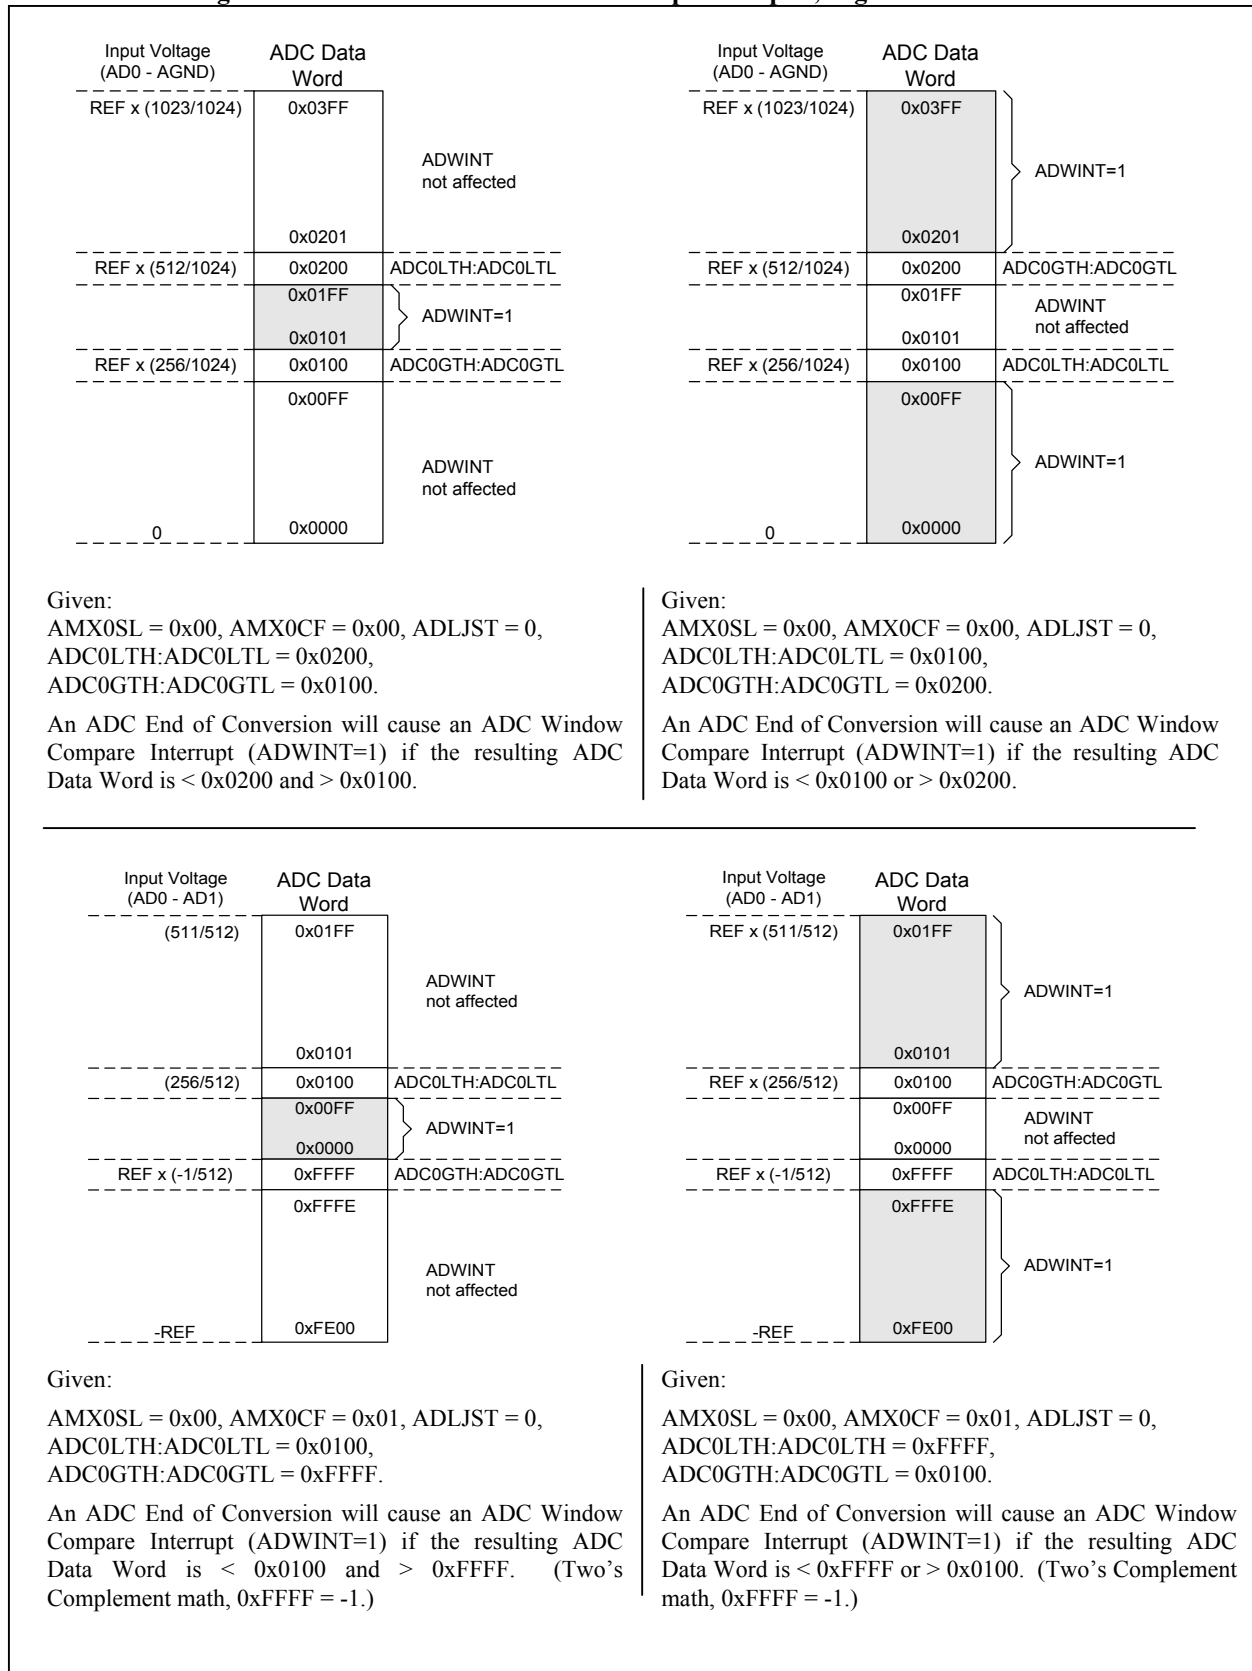 Input Voltage
(AD0 - AGND)
ADC Data
Word
REF x (1023/1024)
0x03FF
ADWINT
not affected
0x0201
REF x (512/1024)
0x0200
ADC0LTH:ADC0LTL
0x01FF
ADWINT=1
0x0101
REF x (256/1024)
0x0100
ADC0GTH:ADC0GTL
0x00FF
ADWINT
not affected
0
0x0000
Given:
AMX0SL = 0x00, AMX0CF = 0x00, ADLJST = 0,
ADC0LTH:ADC0LTL = 0x0200,
ADC0GTH:ADC0GTL = 0x0100.
An ADC End of Conversion will cause an ADC Window
Compare Interrupt (ADWINT=1) if the resulting ADC
Data Word is < 0x0200 and > 0x0100.
Input Voltage
(AD0 - AGND)
ADC Data
Word
REF x (1023/1024)
0x03FF
ADWINT=1
0x0201
REF x (512/1024)
0x0200
ADC0GTH:ADC0GTL
0x01FF
ADWINT
not affected
0x0101
REF x (256/1024)
0x0100
ADC0LTH:ADC0LTL
0x00FF
ADWINT=1
0
0x0000
Given:
AMX0SL = 0x00, AMX0CF = 0x00, ADLJST = 0,
ADC0LTH:ADC0LTL = 0x0100,
ADC0GTH:ADC0GTL = 0x0200.
An ADC End of Conversion will cause an ADC Window
Compare Interrupt (ADWINT=1) if the resulting ADC
Data Word is < 0x0100 or > 0x0200.
Input Voltage
(AD0 - AD1)
ADC Data
Word
(511/512)
0x01FF
ADWINT
not affected
0x0101
(256/512)
0x0100
ADC0LTH:ADC0LTL
0x00FF
ADWINT=1
0x0000
REF x (-1/512)
0xFFFF
ADC0GTH:ADC0GTL
0xFFFE
ADWINT
not affected
-REF
0xFE00
Given:
AMX0SL = 0x00, AMX0CF = 0x01, ADLJST = 0,
ADC0LTH:ADC0LTL = 0x0100,
ADC0GTH:ADC0GTL = 0xFFFF.
An ADC End of Conversion will cause an ADC Window
Compare Interrupt (ADWINT=1) if the resulting ADC
Data Word is < 0x0100 and > 0xFFFF. (Two's
Complement math, 0xFFFF = -1.)
Input Voltage
(AD0 - AD1)
ADC Data
Word
REF x (511/512)
0x01FF
ADWINT=1
0x0101
REF x (256/512)
0x0100
ADC0GTH:ADC0GTL
0x00FF
ADWINT
not affected
0x0000
REF x (-1/512)
0xFFFF
ADC0LTH:ADC0LTL
0xFFFE
ADWINT=1
-REF
0xFE00
Given:
AMX0SL = 0x00, AMX0CF = 0x01, ADLJST = 0,
ADC0LTH:ADC0LTH = 0xFFFF,
ADC0GTH:ADC0GTL = 0x0100.
An ADC End of Conversion will cause an ADC Window
Compare Interrupt (ADWINT=1) if the resulting ADC
Data Word is < 0xFFFF or > 0x0100. (Two's Complement
math, 0xFFFF = -1.)